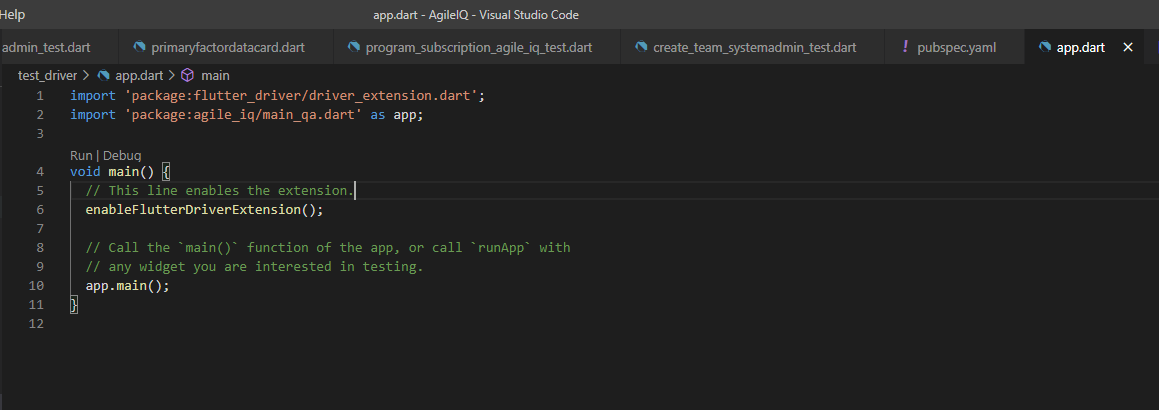 Help
app.dart - AgileIQ - Visual Studio Code
admin_test.dart primaryfactordatacard.dart program_subscription_agile_iq_test.dart create_team_systemadmin_test.dart ! pubspec.yaml app.dart ×
test_driver > app.dart > main
1 import 'package:flutter_driver/driver_extension.dart';
2 import 'package:agile_iq/main_qa.dart' as app;
3
Run | Debug
4 void main() {
5 // This line enables the extension.
6 enableFlutterDriverExtension();
7
8 // Call the `main()` function of the app, or call `runApp` with
9 // any widget you are interested in testing.
10 app.main();
11 }
12